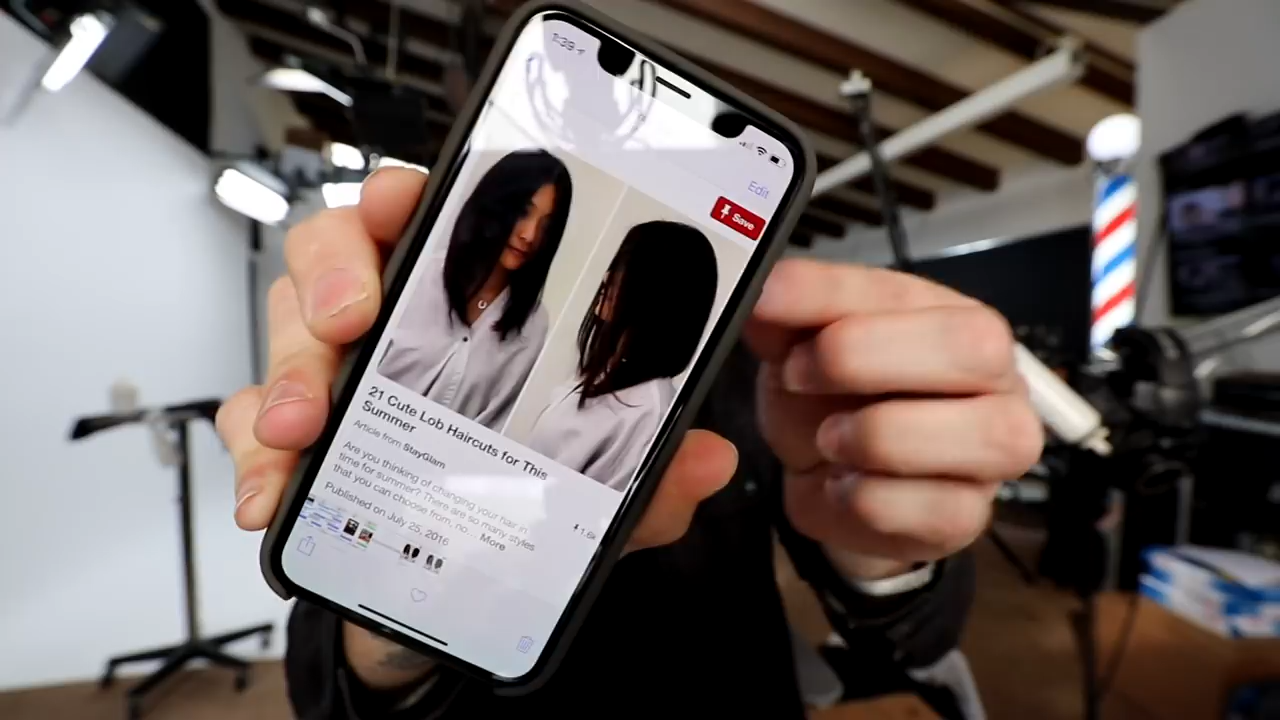 1:39
Edit
Save
21 Cute Lob Haircuts for This
Summer
Article from StayGlam
Are you thinking of changing your hair in
time for summer? There are so many styles
that you can choose from, no... More
Published on July 25, 2016